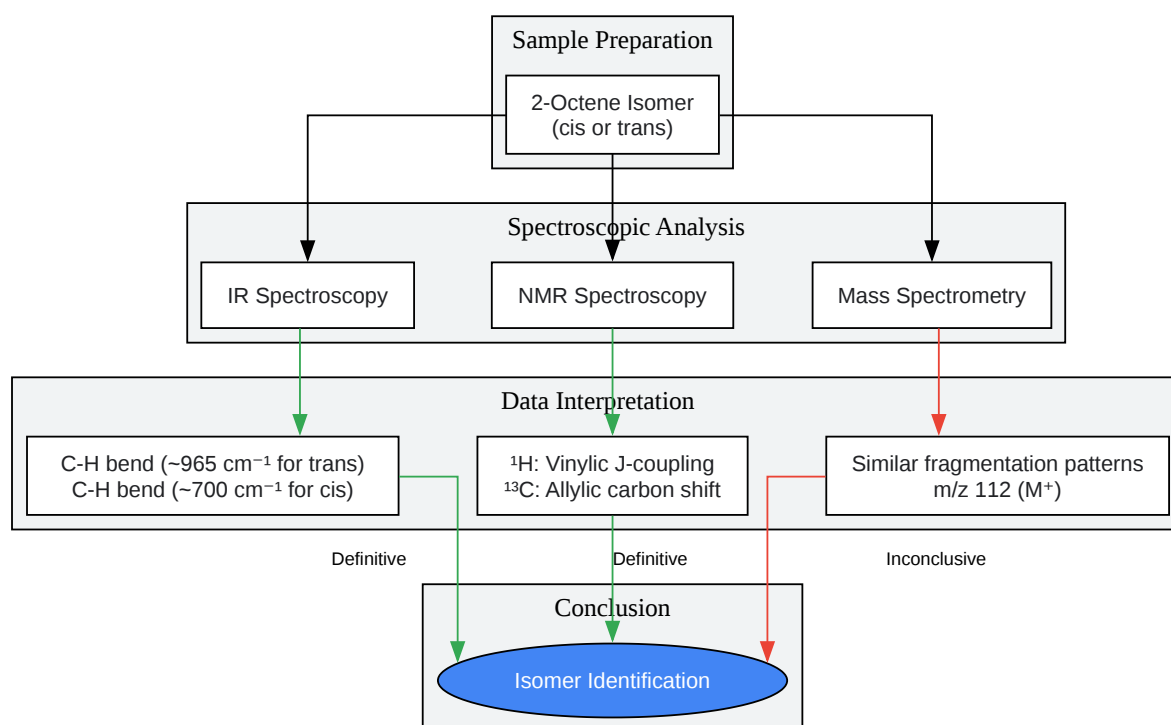 Sample Preparation
2-Octene Isomer
(cis or trans)
Spectroscopic Analysis
IR Spectroscopy
NMR Spectroscopy
Mass Spectrometry
Data Interpretation
C-H bend (~965 cm⁻¹ for trans)
C-H bend (~700 cm⁻¹ for cis)
¹H: Vinylic J-coupling
¹³C: Allylic carbon shift
Similar fragmentation patterns
m/z 112 (M⁺)
Definitive
Definitive
Inconclusive
Conclusion
Isomer Identification